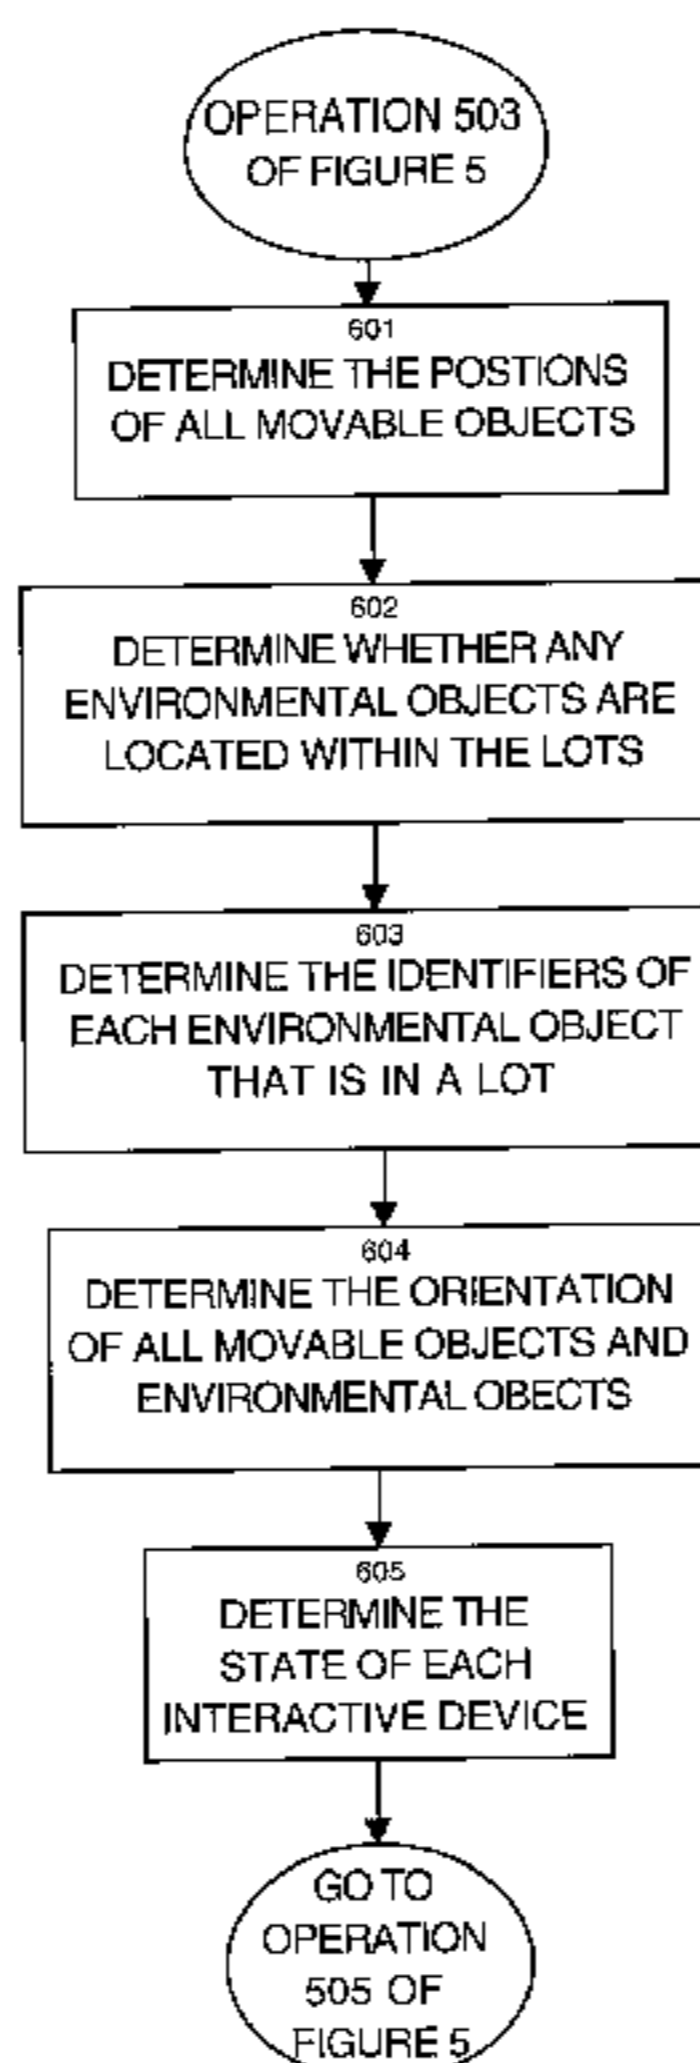 OPERATION 503
OF FIGURE 5
601
DETERMINE THE POSTIONS
OF ALL MOVABLE OBJECTS
602
DETERMINE WHETHER ANY
ENVIRONMENTAL OBJECTS ARE
LOCATED WITHIN THE LOTS
603
DETERMINE THE IDENTIFIERS OF
EACH ENVIRONMENTAL OBJECT
THAT IS IN A LOT
604
DETERMINE THE ORIENTATION
OF ALL MOVABLE OBJECTS AND
ENVIRONMENTAL OBECTS
605
DETERMINE THE
STATE OF EACH
INTERACTIVE DEVICE
GO TO
OPERATION
505 OF
FIGURE 5